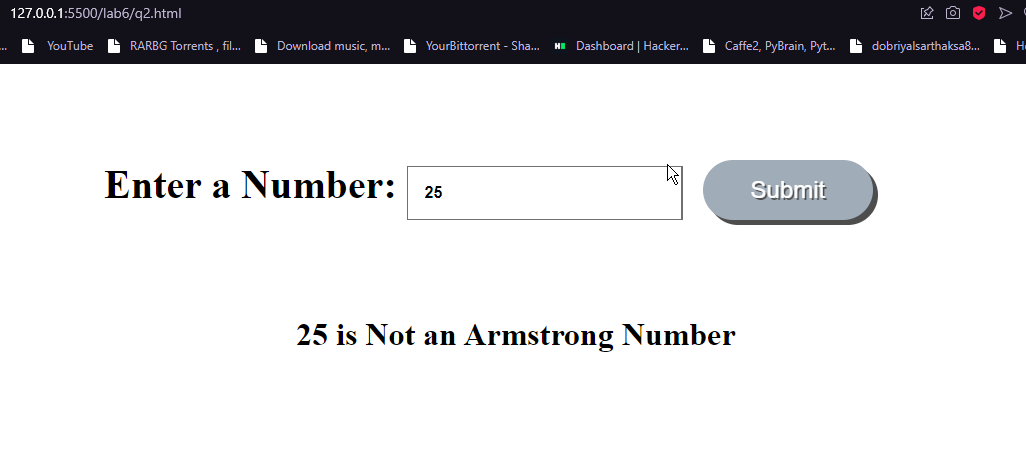 127.0.0.1:5500/lab6/q2.html
... YouTube RARBG Torrents , fil... Download music, m... YourBittorrent - Sha... Dashboard | Hacker... Caffe2, PyBrain, Pyt... dobriyalsarthaksa8...
Enter a Number: 25 Submit
25 is Not an Armstrong Number